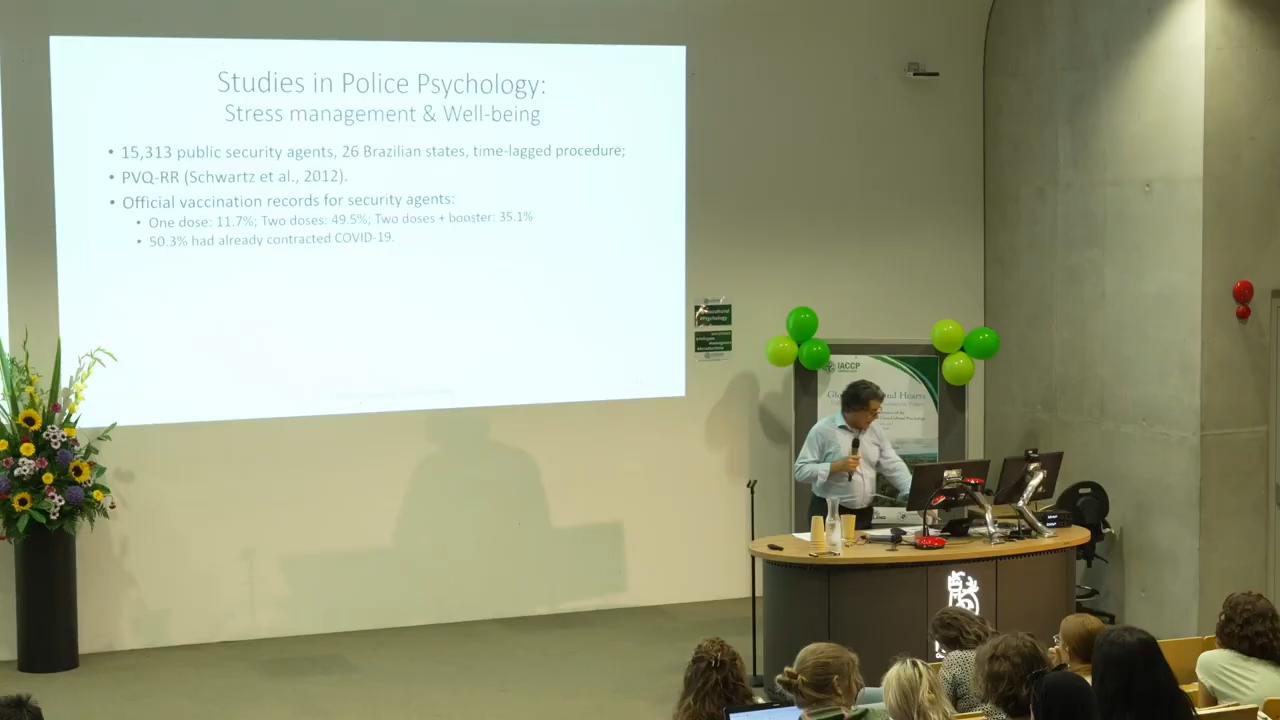 Studies in Police Psychology:
Stress management & Well-being
• 15,313 public security agents, 26 Brazilian states, time-lagged procedure;
• PVQ-RR (Schwartz et al., 2012).
• Official vaccination records for security agents:
• One dose: 11.7%; Two doses: 49.5%; Two doses + booster: 35.1%
• 50.3% had already contracted COVID-19.
#Psychology
IACCP
Hearts